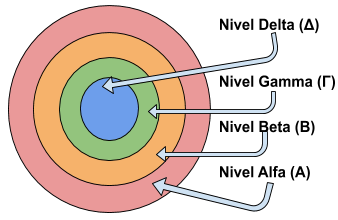 Nivel Delta (Δ)
Nivel Gamma (Γ)
Nivel Beta (B)
Nivel Alfa (A)